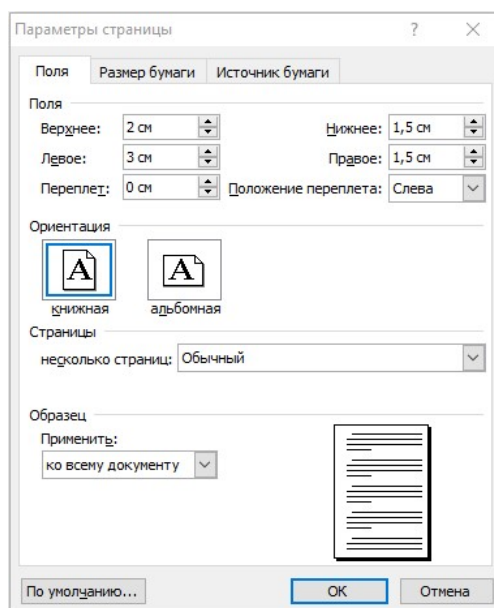 Параметры страницы ?
Поля Размер бумаги Источник бумаги
Поля
Верхнее: 2 см Нижнее: 1,5 см
Левое: 3 см Правое: 1,5 см
Переплет: 0 см Положение переплета: Слева
Ориентация
A A
книжная альбомная
Страницы
несколько страниц: Обычный
Образец
Применить:
ко всему документу
По умолчанию... ОК Отмена